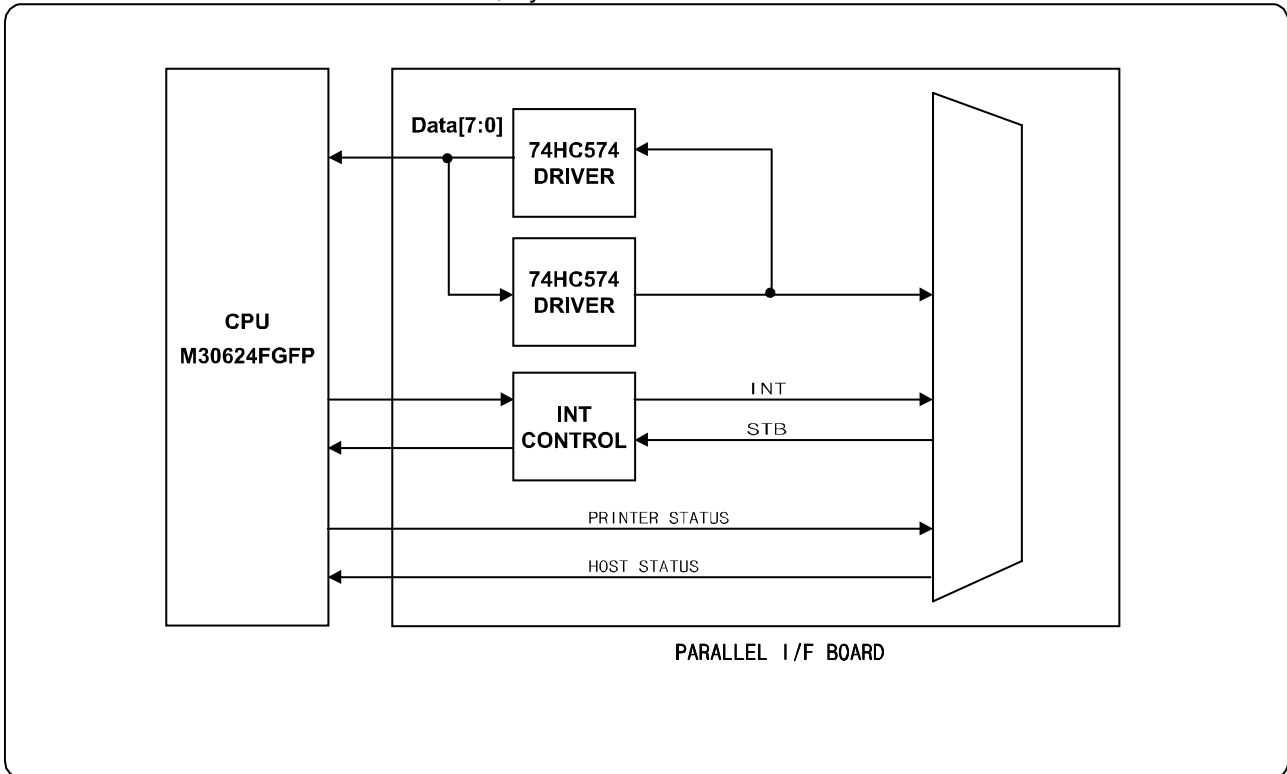 Data[7:0]
74HC574
DRIVER
74HC574
DRIVER
CPU
M30624FGFP
INT
CONTROL
INT
STB
PRINTER STATUS
HOST STATUS
PARALLEL I/F BOARD